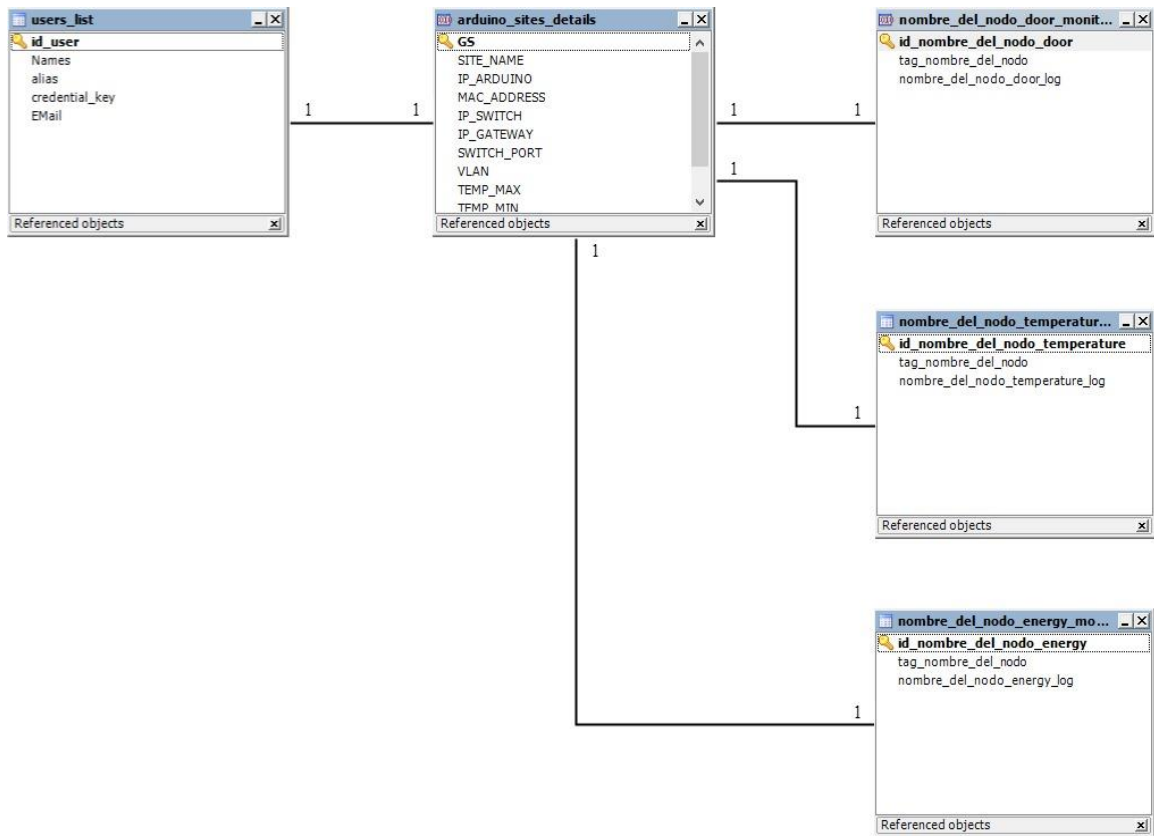 users_list
id_user
Names
alias
credential_key
EMail
Referenced objects
1
1
arduino_sites_details
GS
SITE_NAME
IP_ARDUINO
MAC_ADDRESS
IP_SWITCH
IP_GATEWAY
SWITCH_PORT
VLAN
TEMP_MAX
TEMP_MIN
Referenced objects
1
1
1
1
nombre_del_nodo_door_monit...
id_nombre_del_nodo_door
tag_nombre_del_nodo
nombre_del_nodo_door_log
Referenced objects
nombre_del_nodo_temperatur...
id_nombre_del_nodo_temperature
tag_nombre_del_nodo
nombre_del_nodo_temperature_log
1
Referenced objects
nombre_del_nodo_energy_mo...
id_nombre_del_nodo_energy
tag_nombre_del_nodo
nombre_del_nodo_energy_log
1
Referenced objects